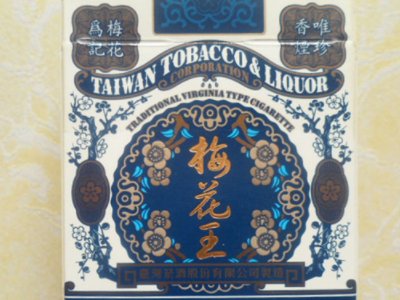 梅花
爲記
唯珍
香煙
TAIWAN TOBACCO & LIQUOR
CORPORATION
TRADITIONAL VIRGINIA TYPE CIGARETTE
梅花王
臺灣菸酒股份有限公司製造